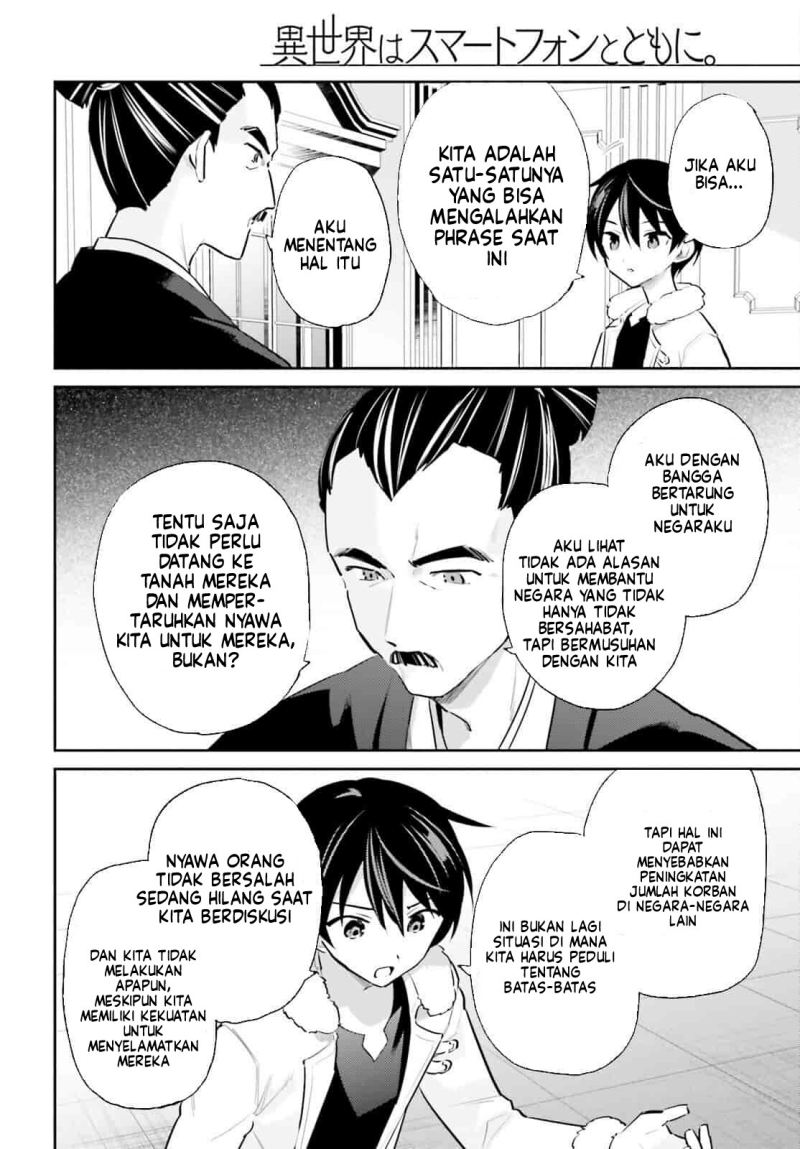 異世界はスマートフォンとともに。
JIKA AKU
BISA...
KITA ADALAH
SATU-SATUNYA
YANG BISA
MENGALAHKAN
PHRASE SAAT
INI
AKU
MENENTANG
HAL ITU
AKU DENGAN
BANGGA
BERTARUNG
UNTUK
NEGARAKU
AKU LIHAT
TIDAK ADA ALASAN
UNTUK MEMBANTU
NEGARA YANG TIDAK
HANYA TIDAK
BERSAHABAT,
TAPI BERMUSUHAN
DENGAN KITA
TENTU SAJA
TIDAK PERLU
DATANG KE
TANAH MEREKA
DAN MEMPER-
TARUHKAN NYAWA
KITA UNTUK MEREKA,
BUKAN?
TAPI HAL INI
DAPAT
MENYEBABKAN
PENINGKATAN
JUMLAH KORBAN
DI NEGARA-NEGARA
LAIN
INI BUKAN LAGI
SITUASI DI MANA
KITA HARUS PEDULI
TENTANG
BATAS-BATAS
NYAWA ORANG
TIDAK BERSALAH
SEDANG HILANG SAAT
KITA BERDISKUSI
DAN KITA TIDAK
MELAKUKAN
APAPUN,
MESKIPUN KITA
MEMILIKI KEKUATAN
UNTUK
MENYELAMATKAN
MEREKA